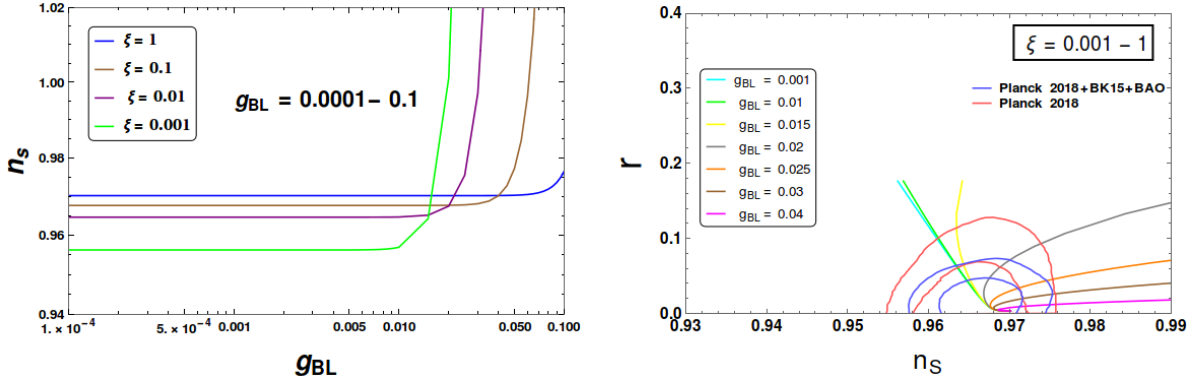 1.02
1.00
0.98
0.96
0.94
n_s
ξ = 1
ξ = 0.1
ξ = 0.01
ξ = 0.001
g_BL = 0.0001 – 0.1
1. × 10⁻⁴
5. × 10⁻⁴
0.001
0.005
0.010
0.050
0.100
g_BL
0.4
0.3
0.2
0.1
0.0
r
ξ = 0.001 – 1
g_BL = 0.001
g_BL = 0.01
g_BL = 0.015
g_BL = 0.02
g_BL = 0.025
g_BL = 0.03
g_BL = 0.04
Planck 2018+BK15+BAO
Planck 2018
0.93
0.94
0.95
0.96
0.97
0.98
0.99
n_S